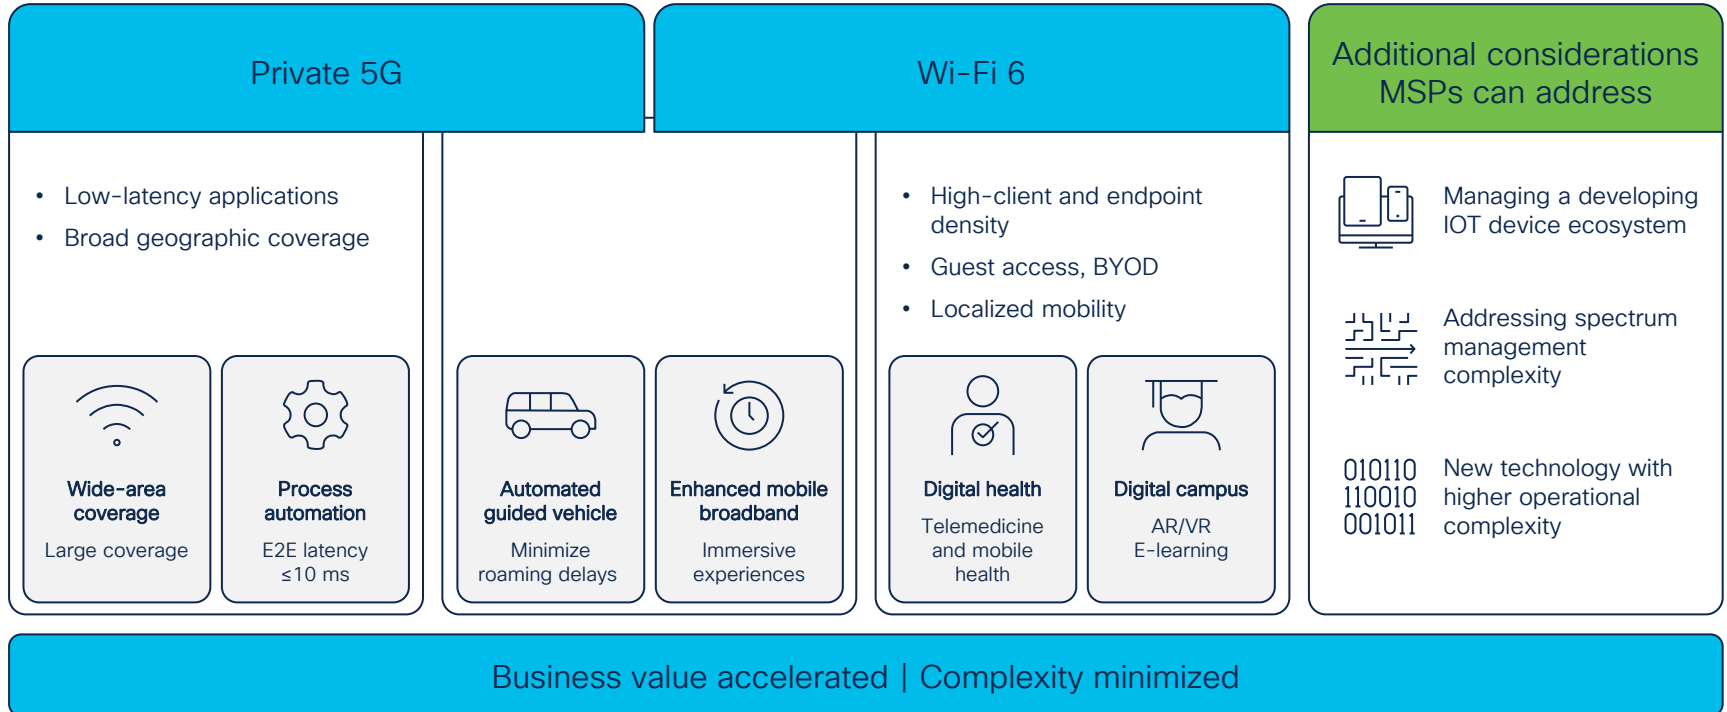 Private 5G
Wi-Fi 6
Additional considerations
MSPs can address
• Low-latency applications
• Broad geographic coverage
• High-client and endpoint
density
• Guest access, BYOD
• Localized mobility
Wide-area
coverage
Large coverage
Process
automation
E2E latency
≤10 ms
Automated
guided vehicle
Minimize
roaming delays
Enhanced mobile
broadband
Immersive
experiences
Digital health
Telemedicine
and mobile
health
Digital campus
AR/VR
E-learning
Managing a developing
IOT device ecosystem
Addressing spectrum
management
complexity
010110
110010
001011
New technology with
higher operational
complexity
Business value accelerated | Complexity minimized